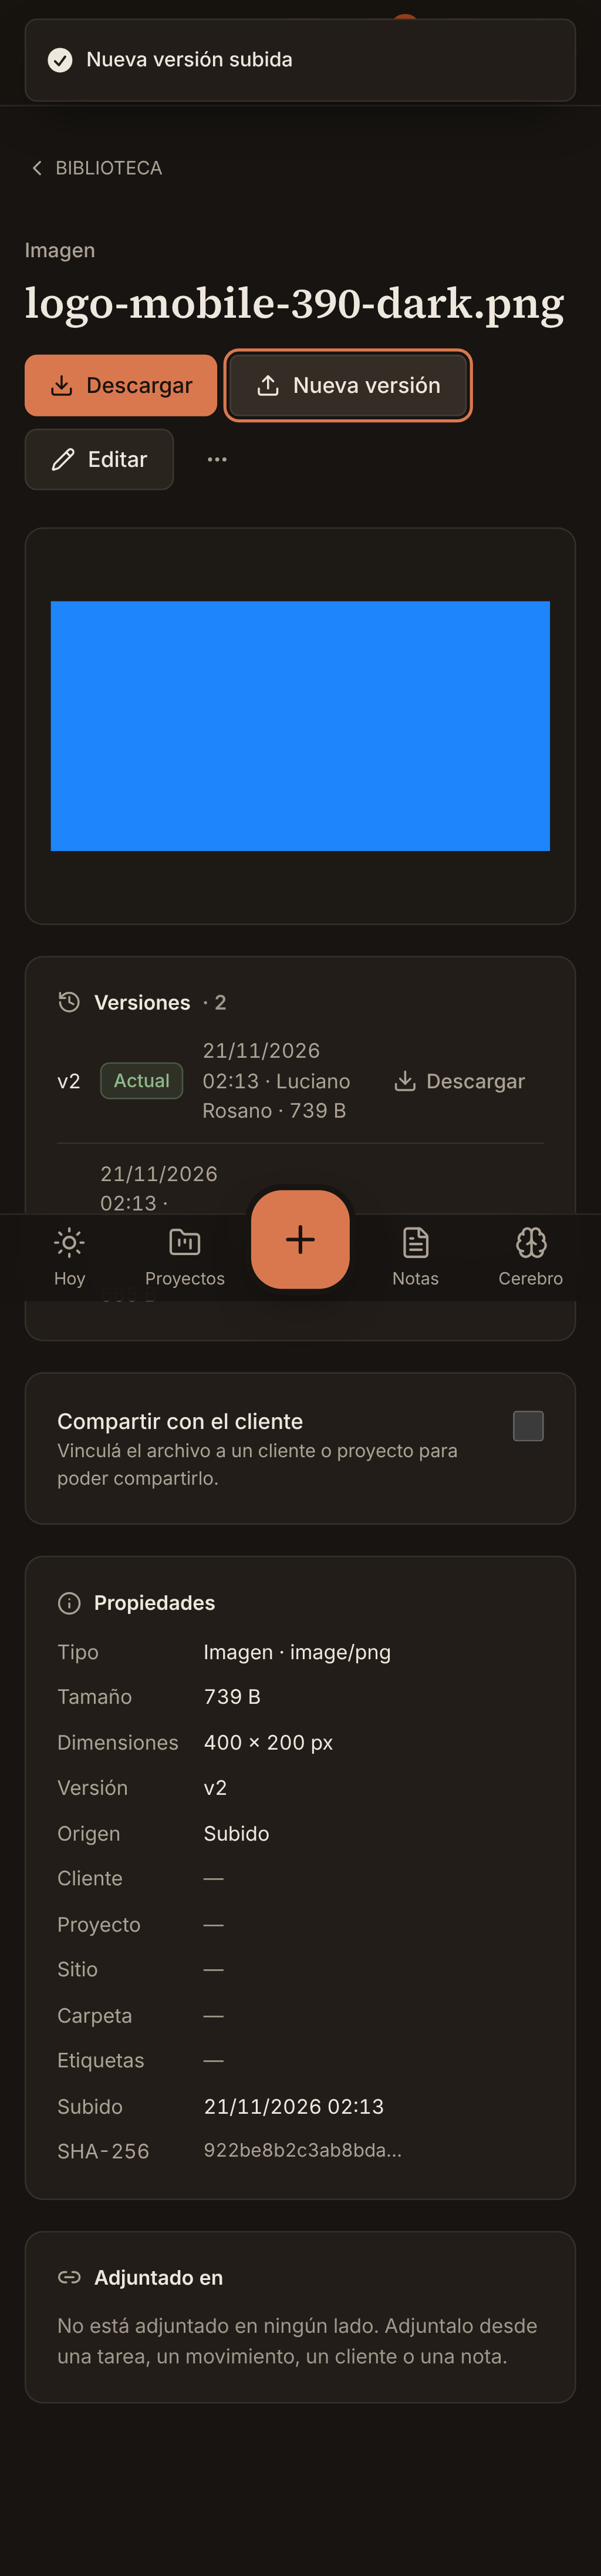 Nueva versión subida
BIBLIOTECA
Imagen
logo-mobile-390-dark.png
Descargar
Nueva versión
Editar
Versiones · 2
v2 Actual
21/11/2026
02:13 · Luciano
Rosano · 739 B
Descargar
21/11/2026
02:13 ·
Hoy
Proyectos
Notas
Cerebro
Compartir con el cliente
Vinculá el archivo a un cliente o proyecto para
poder compartirlo.
Propiedades
Tipo Imagen · image/png
Tamaño 739 B
Dimensiones 400 × 200 px
Versión v2
Origen Subido
Cliente —
Proyecto —
Sitio —
Carpeta —
Etiquetas —
Subido 21/11/2026 02:13
SHA-256 922be8b2c3ab8bda...
Adjuntado en
No está adjuntado en ningún lado. Adjuntalo desde
una tarea, un movimiento, un cliente o una nota.